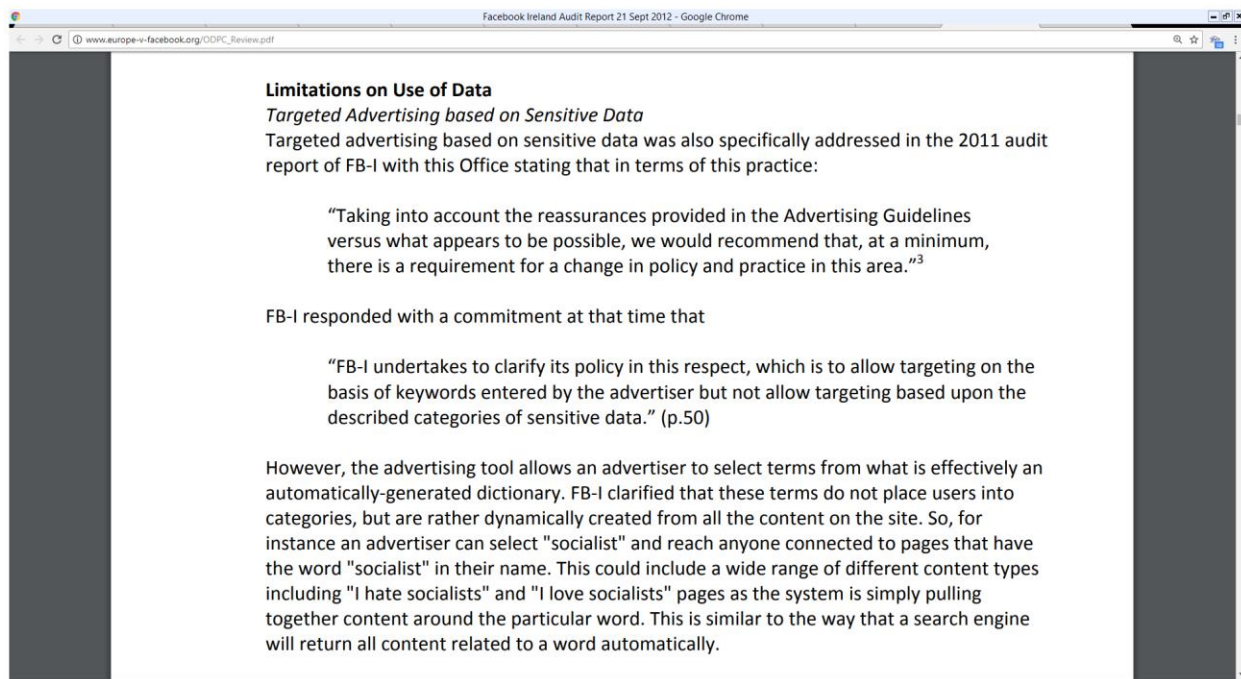 Facebook Ireland Audit Report 21 Sept 2012 - Google Chrome
www.europe-v-facebook.org/ODPC_Review.pdf
Limitations on Use of Data
Targeted Advertising based on Sensitive Data
Targeted advertising based on sensitive data was also specifically addressed in the 2011 audit
report of FB-I with this Office stating that in terms of this practice:
“Taking into account the reassurances provided in the Advertising Guidelines
versus what appears to be possible, we would recommend that, at a minimum,
there is a requirement for a change in policy and practice in this area.”3
FB-I responded with a commitment at that time that
“FB-I undertakes to clarify its policy in this respect, which is to allow targeting on the
basis of keywords entered by the advertiser but not allow targeting based upon the
described categories of sensitive data.” (p.50)
However, the advertising tool allows an advertiser to select terms from what is effectively an
automatically-generated dictionary. FB-I clarified that these terms do not place users into
categories, but are rather dynamically created from all the content on the site. So, for
instance an advertiser can select "socialist" and reach anyone connected to pages that have
the word "socialist" in their name. This could include a wide range of different content types
including "I hate socialists" and "I love socialists" pages as the system is simply pulling
together content around the particular word. This is similar to the way that a search engine
will return all content related to a word automatically.